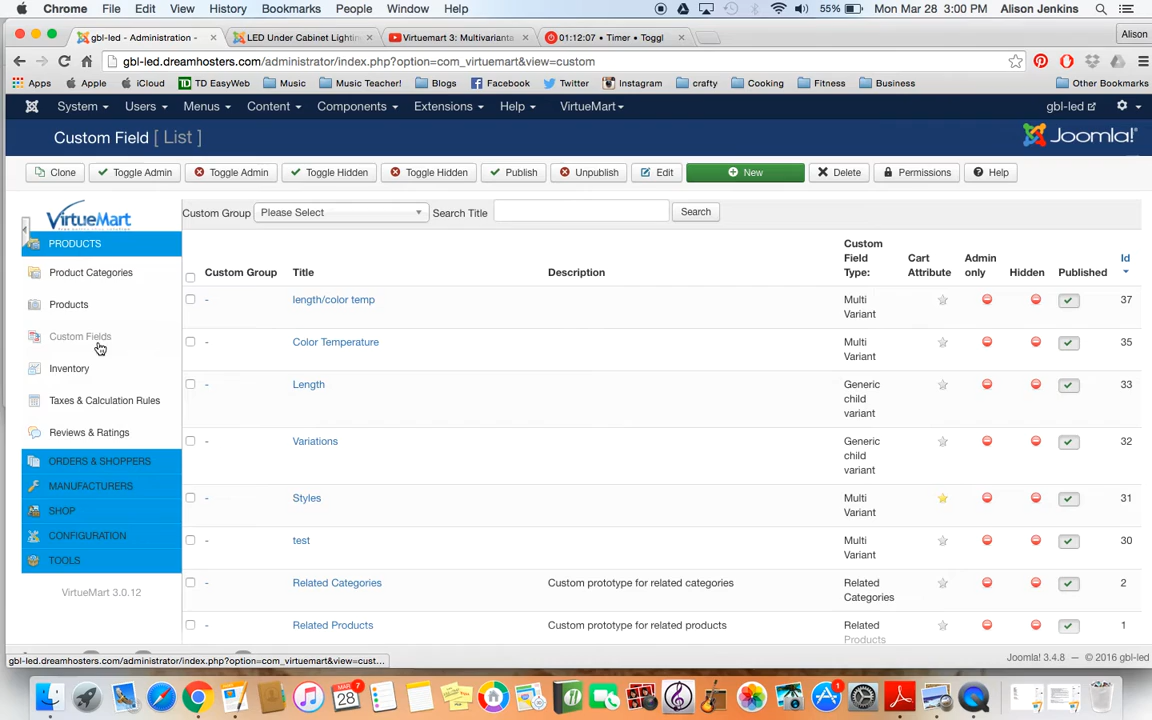 Chrome File Edit View History Bookmarks People Window Help 55% Mon Mar 28 3:00 PM Alison Jenkins
gbl-led - Administration - LED Under Cabinet Lightin Youtube Virtuemart 3: Multivarianta 01:12:07 • Timer • Toggl Alison
gbl-led.dreamhosters.com/administrator/index.php?option=com_virtuemart&view=custom
Apps Apple iCloud TD EasyWeb Music Music Teacher! Blogs Facebook Twitter Instagram crafty Cooking Fitness Business Other Bookmarks
System Users Menus Content Components Extensions Help VirtueMart gbl-led
Custom Field [ List ] Joomla!
Clone Toggle Admin Toggle Admin Toggle Hidden Toggle Hidden Publish Unpublish Edit New Delete Permissions Help
VirtueMart
PRODUCTS
Product Categories
Products
Custom Fields
Inventory
Taxes & Calculation Rules
Reviews & Ratings
ORDERS & SHOPPERS
MANUFACTURERS
SHOP
CONFIGURATION
TOOLS
VirtueMart 3.0.12
Custom Group Please Select Search Title Search
Custom Group Title Description Custom Field Type: Cart Attribute Admin only Hidden Published Id
- length/color temp Multi Variant 37
- Color Temperature Multi Variant 35
- Length Generic child variant 33
- Variations Generic child variant 32
- Styles Multi Variant 31
- test Multi Variant 30
- Related Categories Custom prototype for related categories Related Categories 2
- Related Products Custom prototype for related products Related Products 1
gbl-led.dreamhosters.com/administrator/index.php?option=com_virtuemart&view=cust...
Joomla! 3.4.8 — © 2016 gbl-led
MAR
28
7
1